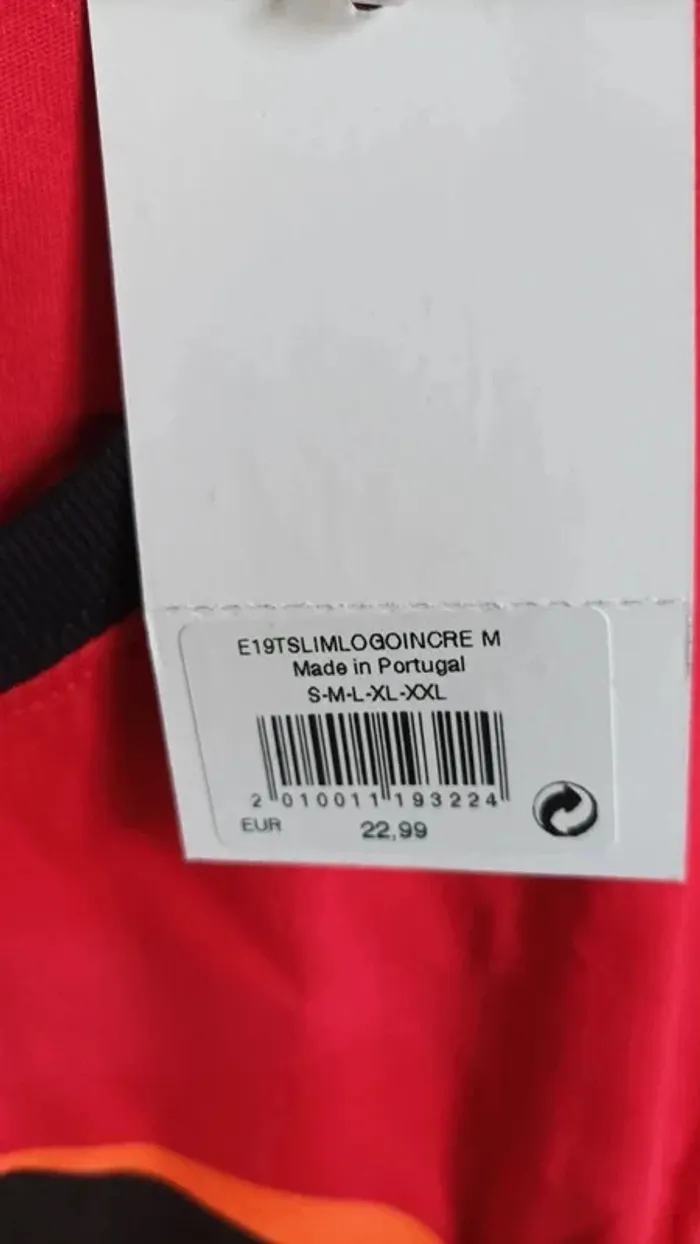 E19TSLIMLOGOINCRE M
Made in Portugal
S-M-L-XL-XXL
2 010011 193224
EUR 22,99